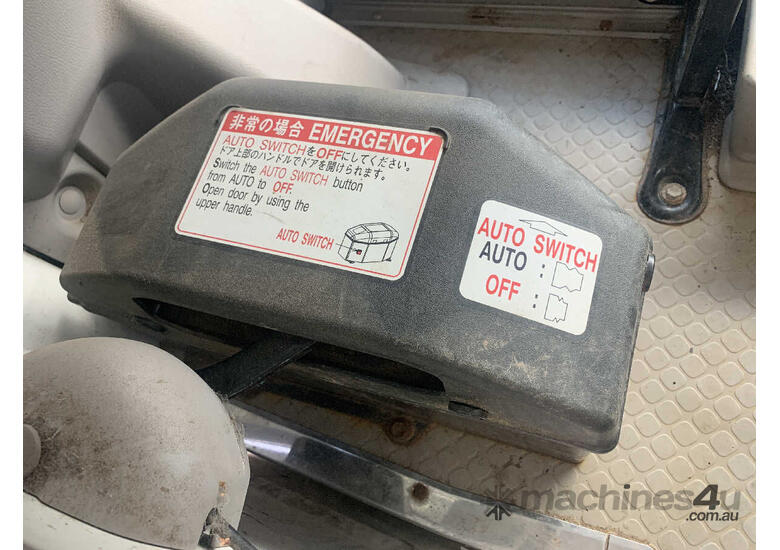 非常の場合 EMERGENCY
AUTO SWITCHをOFFにしてください。
ドア上部のハンドルでドアを開けられます。
Switch the AUTO SWITCH button
from AUTO to OFF.
Open door by using the
upper handle.
AUTO SWITCH
AUTO SWITCH
AUTO :
OFF :
machines4u
.com.au